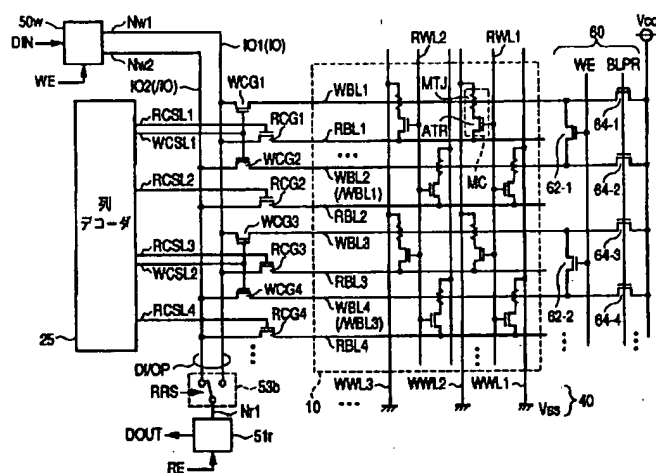 50w
Nw1
DIN
Nw2
WE
IO1(IO)
IO2(/IO)
WCG1
RCSL1
WCSL1
RCG1
WCG2
RCSL2
RCG2
WCG3
RCSL3
WCSL2
RCG3
WCG4
RCSL4
RCG4
列
デコーダ
25
DI/OP
RRS
53b
Nr1
DOUT
51r
RE
RWL2
RWL1
MTJ
ATR
MC
WBL1
RBL1
WBL2
(/WBL1)
RBL2
WBL3
RBL3
WBL4
(/WBL3)
RBL4
10
WWL3
WWL2
WWL1
VSS
40
60
WE
BLPR
Vcc
62-1
62-2
64-1
64-2
64-3
64-4